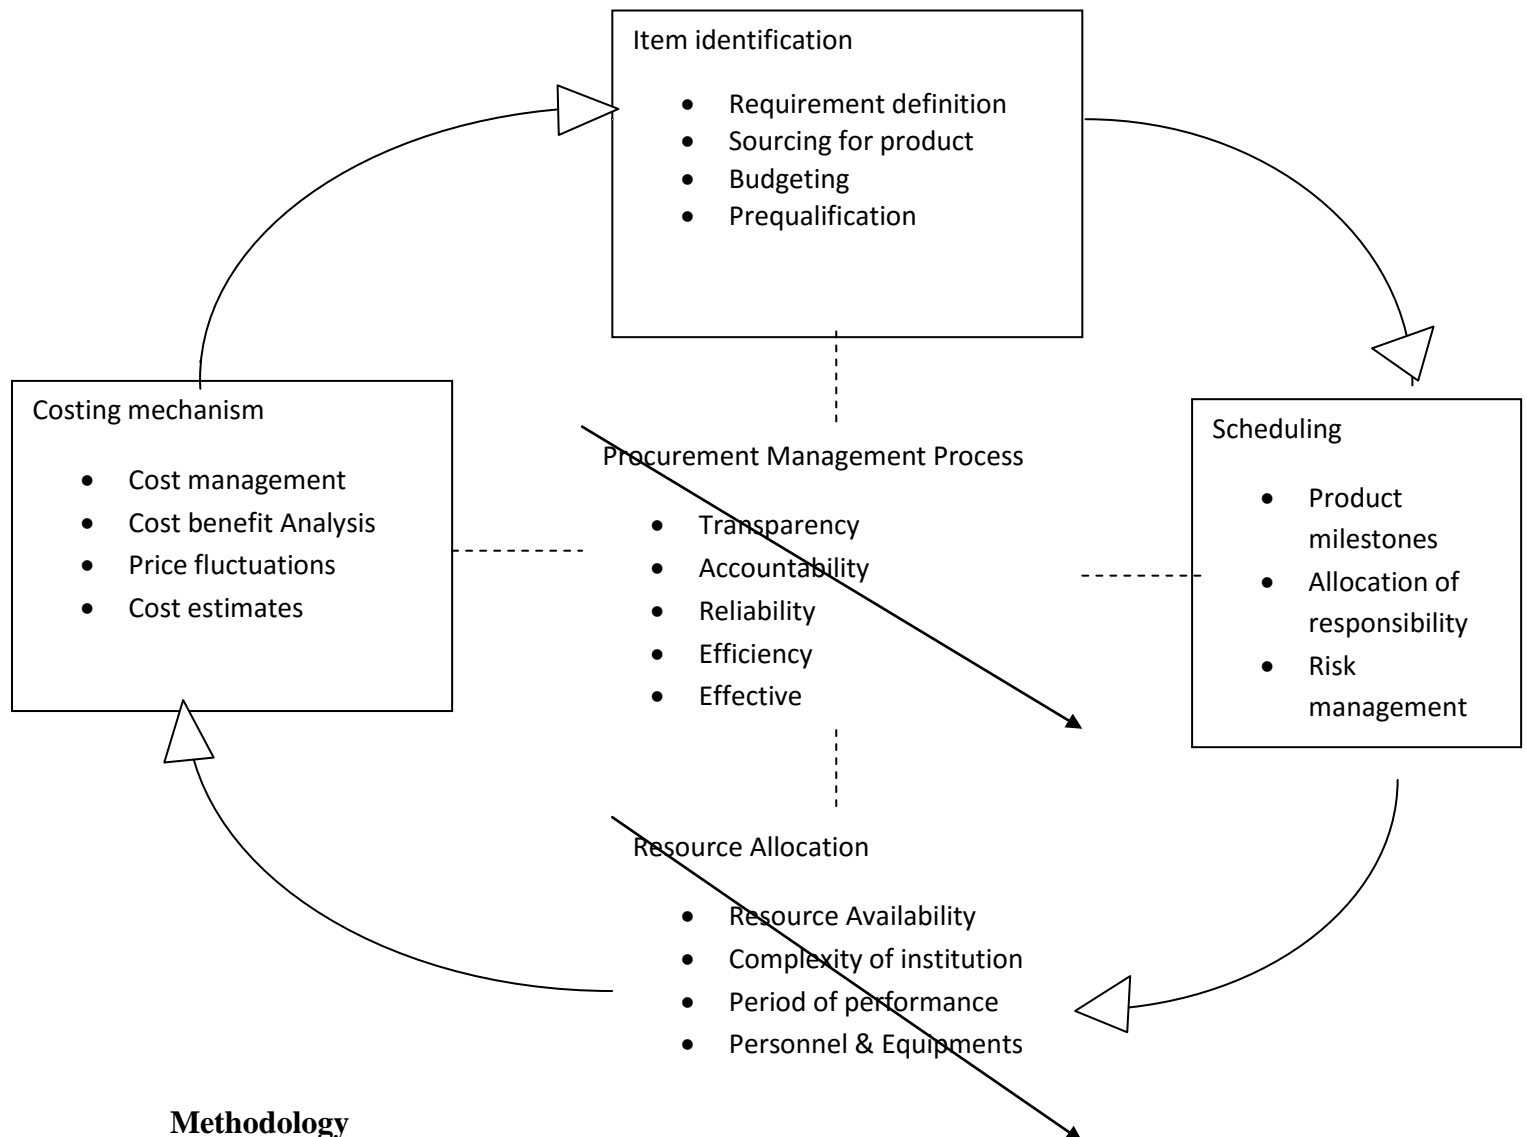 Item identification
• Requirement definition
• Sourcing for product
• Budgeting
• Prequalification
Costing mechanism
• Cost management
• Cost benefit Analysis
• Price fluctuations
• Cost estimates
Procurement Management Process
• Transparency
• Accountability
• Reliability
• Efficiency
• Effective
Scheduling
• Product
milestones
• Allocation of
responsibility
• Risk
management
Resource Allocation
• Resource Availability
• Complexity of institution
• Period of performance
• Personnel & Equipments
Methodology